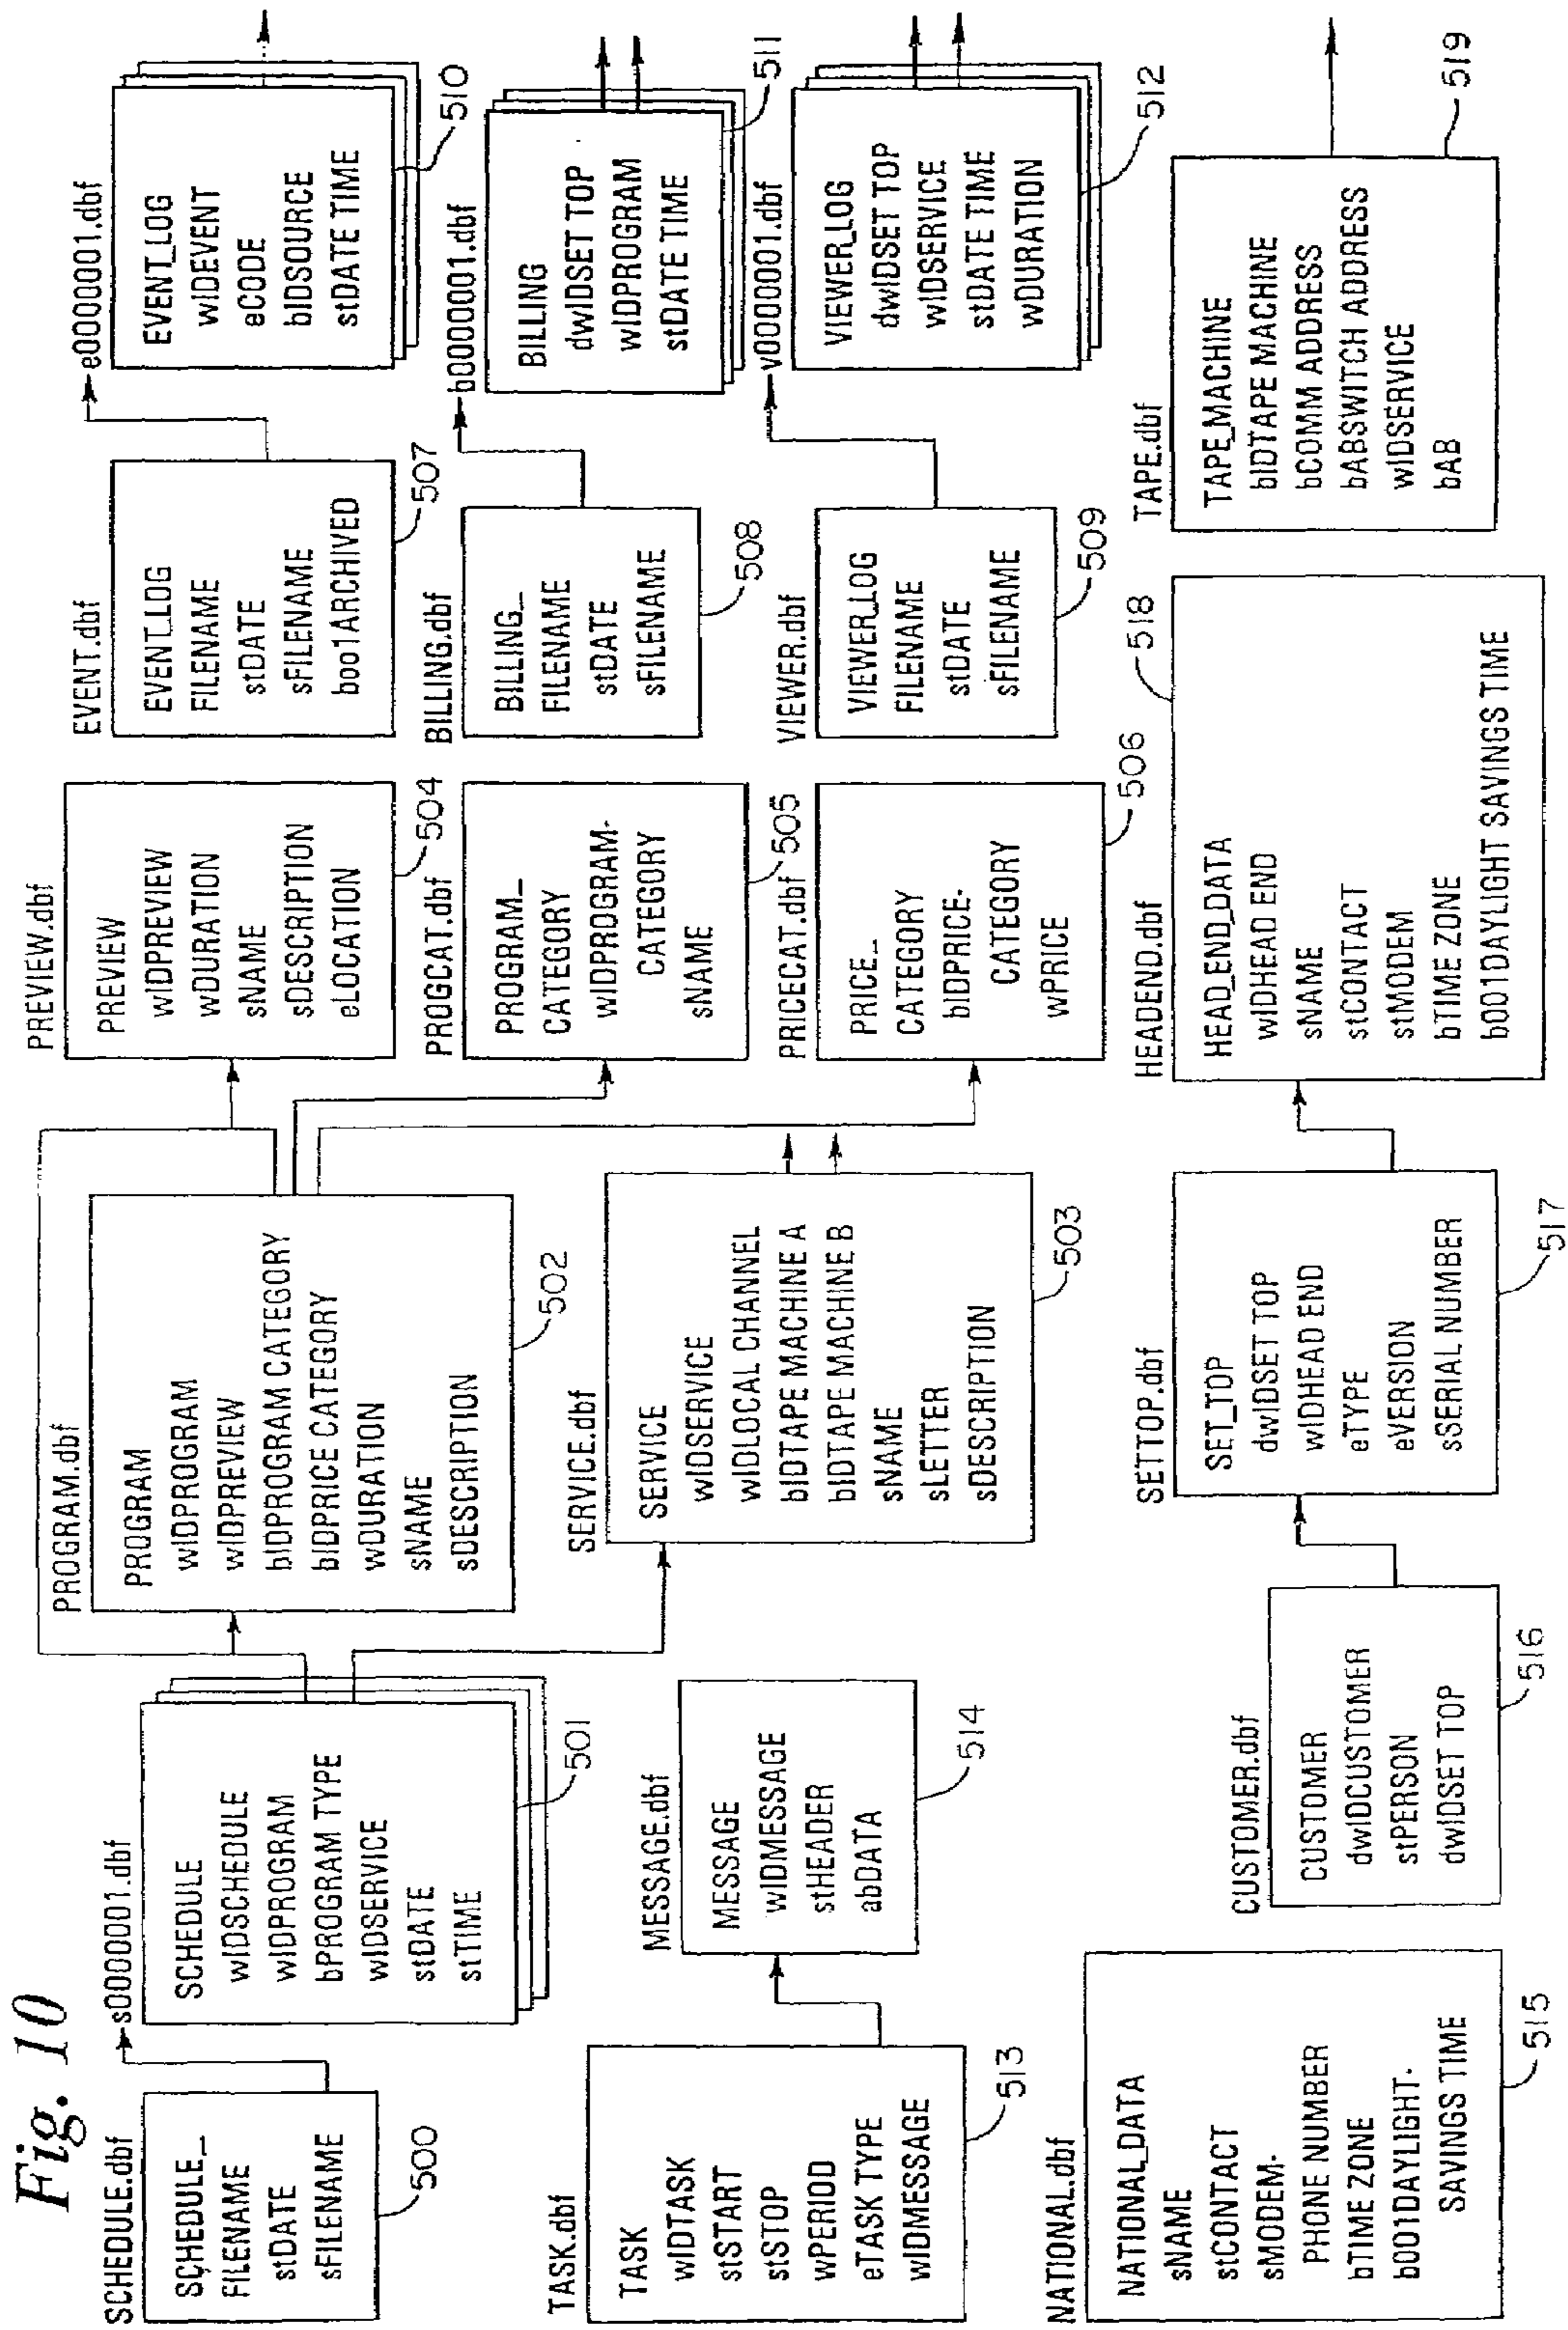 Fig. 10
SCHEDULE.dbf
SCHEDULE_
FILENAME
stDATE
sFILENAME
500
s0000001.dbf
SCHEDULE
wIDSCHEDULE
wIDPROGRAM
bPROGRAM TYPE
wIDSERVICE
stDATE
stTIME
501
PROGRAM.dbf
PROGRAM
wIDPROGRAM
wIDPREVIEW
bIDPROGRAM CATEGORY
bIDPRICE CATEGORY
wDURATION
sNAME
sDESCRIPTION
502
SERVICE.dbf
SERVICE
wIDSERVICE
wIDLOCAL CHANNEL
bIDTAPE MACHINE A
bIDTAPE MACHINE B
sNAME
sLETTER
sDESCRIPTION
503
PREVIEW.dbf
PREVIEW
wIDPREVIEW
wDURATION
sNAME
sDESCRIPTION
eLOCATION
504
PROGCAT.dbf
PROGRAM_
CATEGORY
wIDPROGRAM-
CATEGORY
sNAME
505
PRICECAT.dbf
PRICE_
CATEGORY
bIDPRICE-
CATEGORY
wPRICE
506
EVENT.dbf
EVENT_LOG
FILENAME
stDATE
sFILENAME
boo1ARCHIVED
507
BILLING.dbf
BILLING_
FILENAME
stDATE
sFILENAME
508
VIEWER.dbf
VIEWER_LOG
FILENAME
stDATE
sFILENAME
509
e0000001.dbf
EVENT_LOG
wIDEVENT
eCODE
bIDSOURCE
stDATE TIME
510
b0000001.dbf
BILLING
dwIDSET TOP
wIDPROGRAM
stDATE TIME
511
v0000001.dbf
VIEWER_LOG
dwIDSET TOP
wIDSERVICE
stDATE TIME
wDURATION
512
TASK.dbf
TASK
wIDTASK
stSTART
stSTOP
wPERIOD
eTASK TYPE
wIDMESSAGE
513
MESSAGE.dbf
MESSAGE
wIDMESSAGE
stHEADER
abDATA
514
NATIONAL.dbf
NATIONAL_DATA
sNAME
stCONTACT
sMODEM-
PHONE NUMBER
bTIME ZONE
b001DAYLIGHT-
SAVINGS TIME
515
CUSTOMER.dbf
CUSTOMER
dwIDCUSTOMER
stPERSON
dwIDSET TOP
516
SETTOP.dbf
SET_TOP
dwIDSET TOP
wIDHEAD END
eTYPE
eVERSION
sSERIAL NUMBER
517
HEADEND.dbf
HEAD_END_DATA
wIDHEAD END
sNAME
stCONTACT
stMODEM
bTIME ZONE
b001DAYLIGHT SAVINGS TIME
518
TAPE.dbf
TAPE_MACHINE
bIDTAPE MACHINE
bCOMM ADDRESS
bABSWITCH ADDRESS
wIDSERVICE
bAB
519